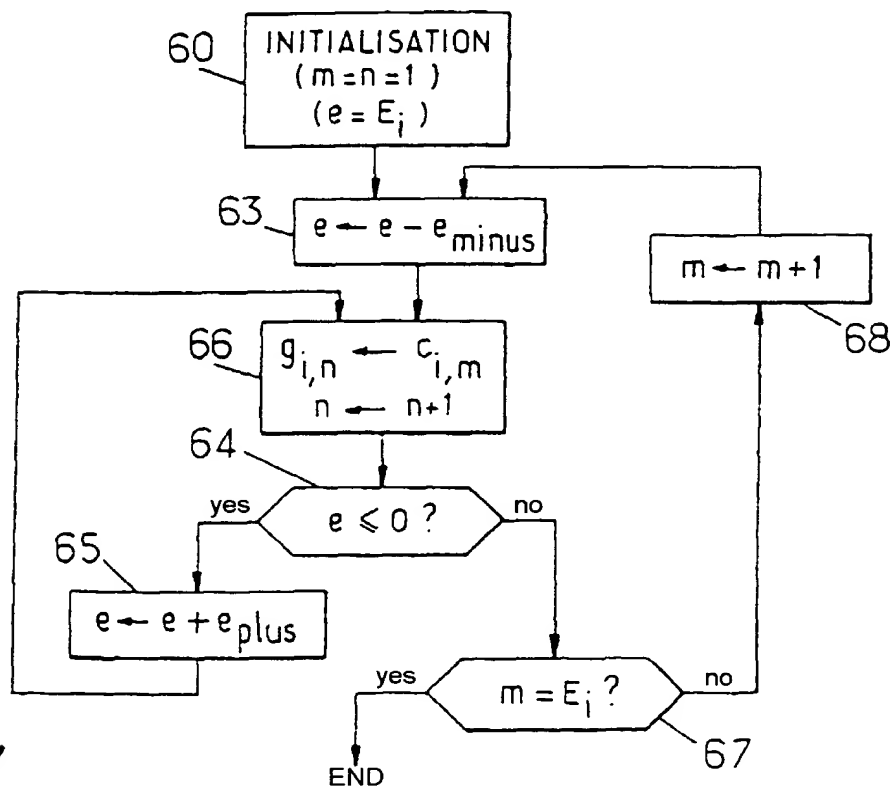 60
INITIALISATION
(m=n=1)
(e=E_i)
63
e ← e - e_minus
m ← m+1
68
66
g_i,n ← c_i,m
n ← n+1
64
yes
e ⩽ 0 ?
no
65
e ← e + e_plus
yes
m = E_i ?
no
67
END